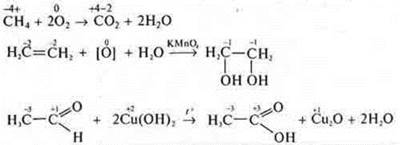 -4+ 0 +4-2
CH₄ + 2O₂ → CO₂ + 2H₂O
-2 -2 0 KMnO₄ -1 -1
H₂C=CH₂ + [O] + H₂O → H₂C—CH₂
OH OH
-3 +1 O +2 t° -3 +3 O +1
H₃C—C + 2Cu(OH)₂ → H₃C—C + Cu₂O + 2H₂O
H OH